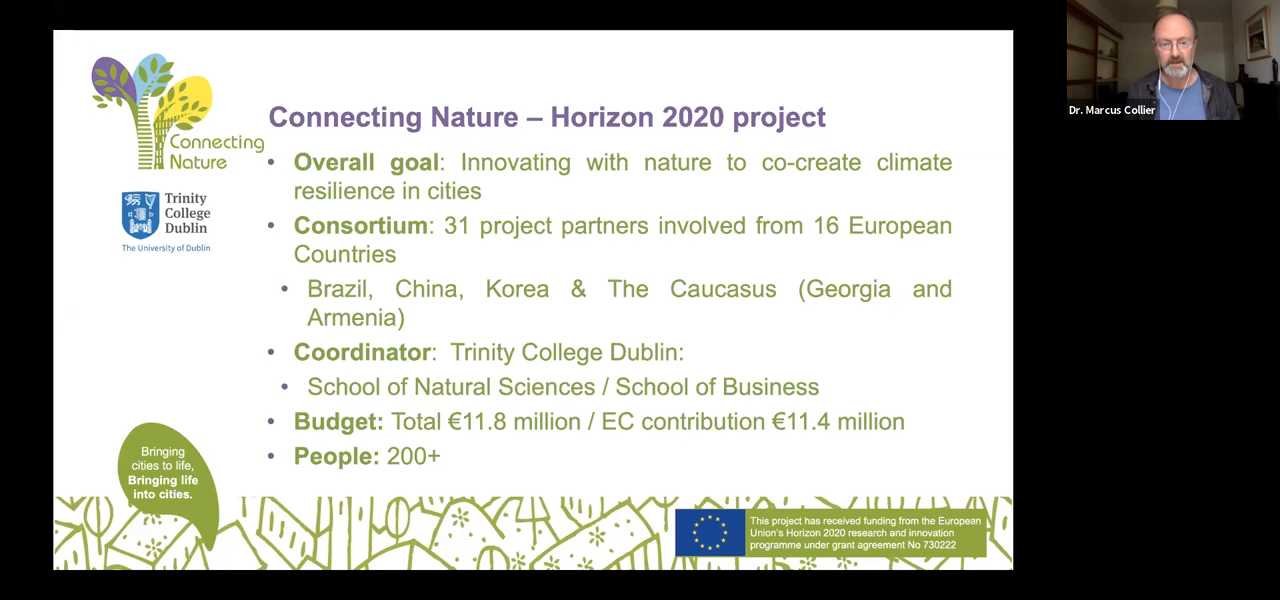 Connecting Nature – Horizon 2020 project
Connecting
Nature
• Overall goal: Innovating with nature to co-create climate
resilience in cities
Trinity
College
Dublin
The University of Dublin
• Consortium: 31 project partners involved from 16 European
Countries
• Brazil, China, Korea & The Caucasus (Georgia and
Armenia)
• Coordinator: Trinity College Dublin:
• School of Natural Sciences / School of Business
• Budget: Total €11.8 million / EC contribution €11.4 million
• People: 200+
Bringing
cities to life,
Bringing life
into cities.
This project has received funding from the European
Union's Horizon 2020 research and innovation
programme under grant agreement No 730222
Dr. Marcus Collier